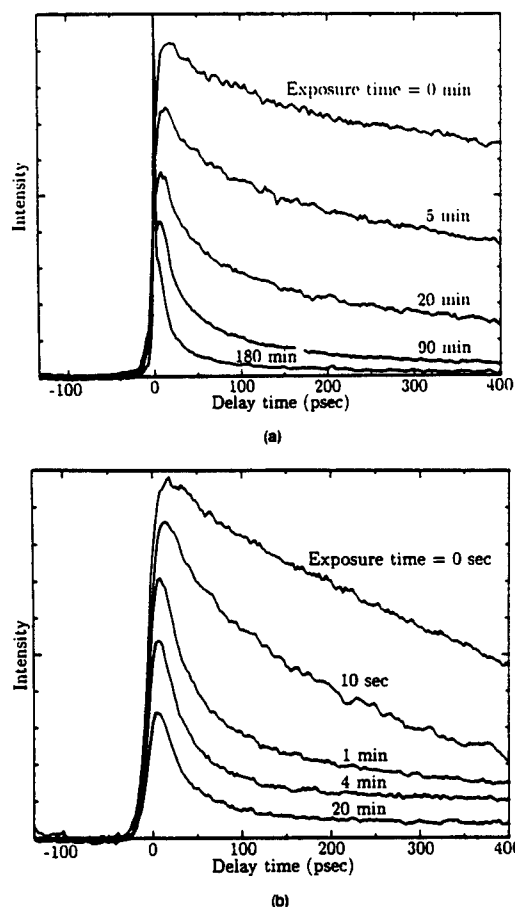 Exposure time = 0 min
5 min
20 min
90 min
180 min
Intensity
-100 0 100 200 300 400
Delay time (psec)
(a)
Exposure time = 0 sec
10 sec
1 min
4 min
20 min
Intensity
-100 0 100 200 300 400
Delay time (psec)
(b)